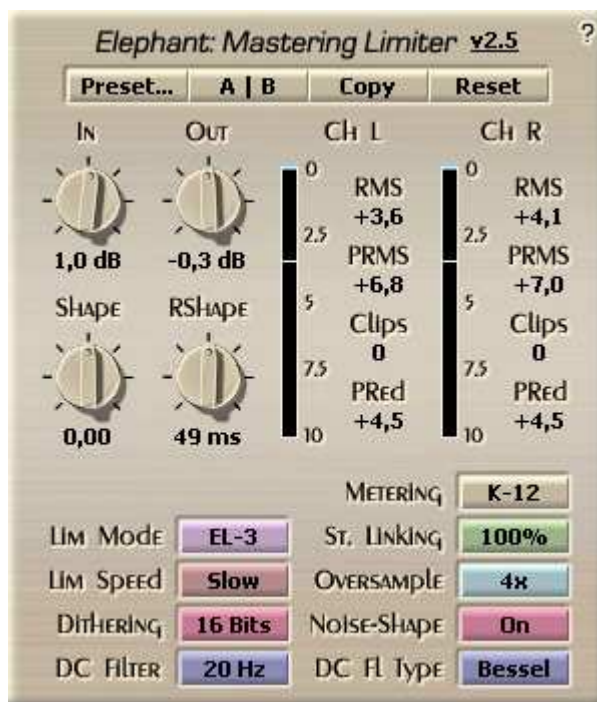 Elephant: Mastering Limiter v2.5 ?
Preset... A | B Copy Reset
In Out Ch L Ch R
0 RMS 0 RMS
+3,6 +4,1
2.5 PRMS 2.5 PRMS
1,0 dB -0,3 dB
+6,8 +7,0
Shape RShape 5 Clips 5 Clips
0 0
7.5 PRed 7.5 PRed
+4,5 +4,5
0,00 49 ms 10 10
Metering K-12
Lim Mode EL-3 St. Linking 100%
Lim Speed Slow Oversample 4x
Dithering 16 Bits Noise-Shape On
DC Filter 20 Hz DC Fl Type Bessel